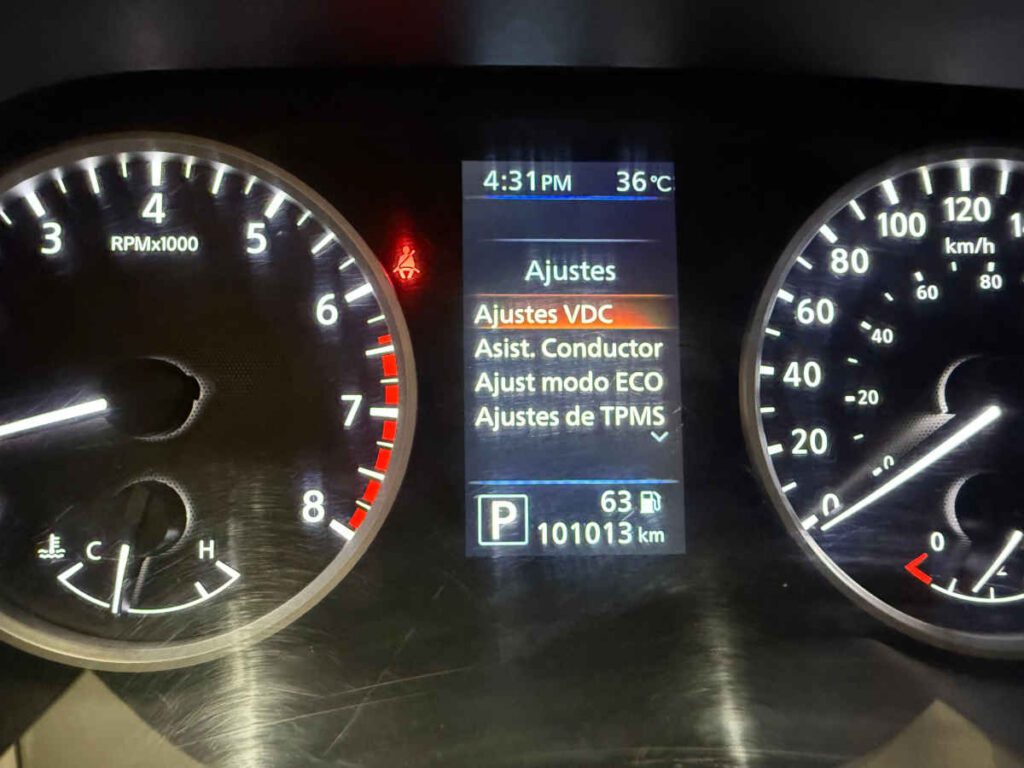 3
4
5
6
7
8
RPMx1000
C
H
4:31PM 36°C
Ajustes
Ajustes VDC
Asist. Conductor
Ajust modo ECO
Ajustes de TPMS
P
63
101013 km
0
20
40
60
80
100
120
km/h
0
20
40
60
80
0